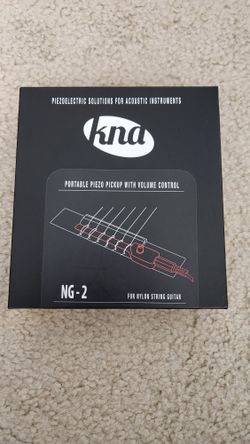 PIEZOELECTRIC SOLUTIONS FOR ACOUSTIC INSTRUMENTS
kna
PORTABLE PIEZO PICKUP WITH VOLUME CONTROL
NG-2
FOR NYLON STRING GUITAR